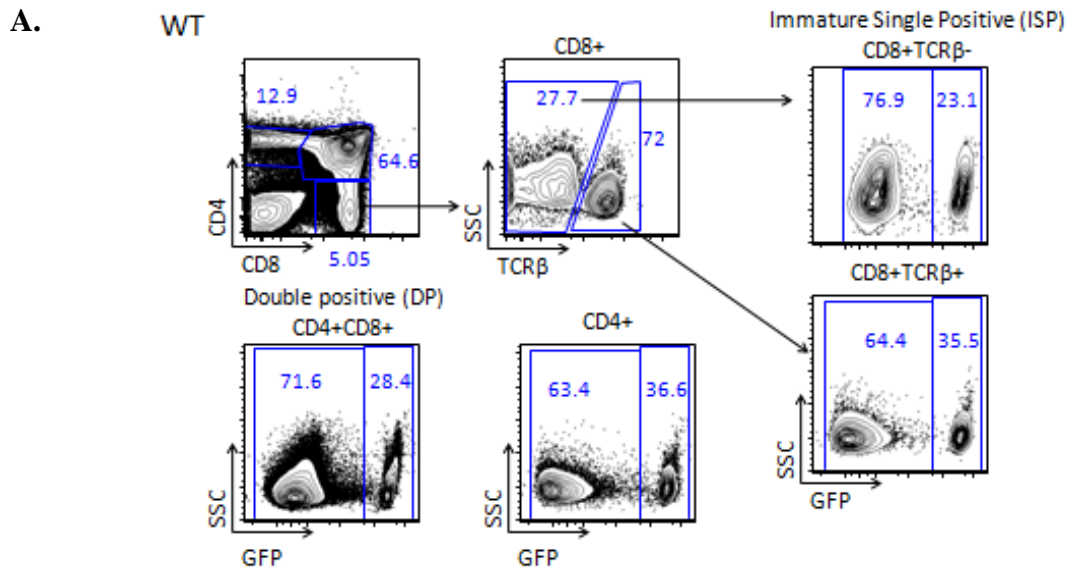 A.
WT
12.9
64.6
5.05
CD4
CD8
CD8+
27.7
72
SSC
TCRβ
Immature Single Positive (ISP)
CD8+TCRβ-
76.9
23.1
Double positive (DP)
CD4+CD8+
71.6
28.4
SSC
GFP
CD4+
63.4
36.6
SSC
GFP
CD8+TCRβ+
64.4
35.5
SSC
GFP